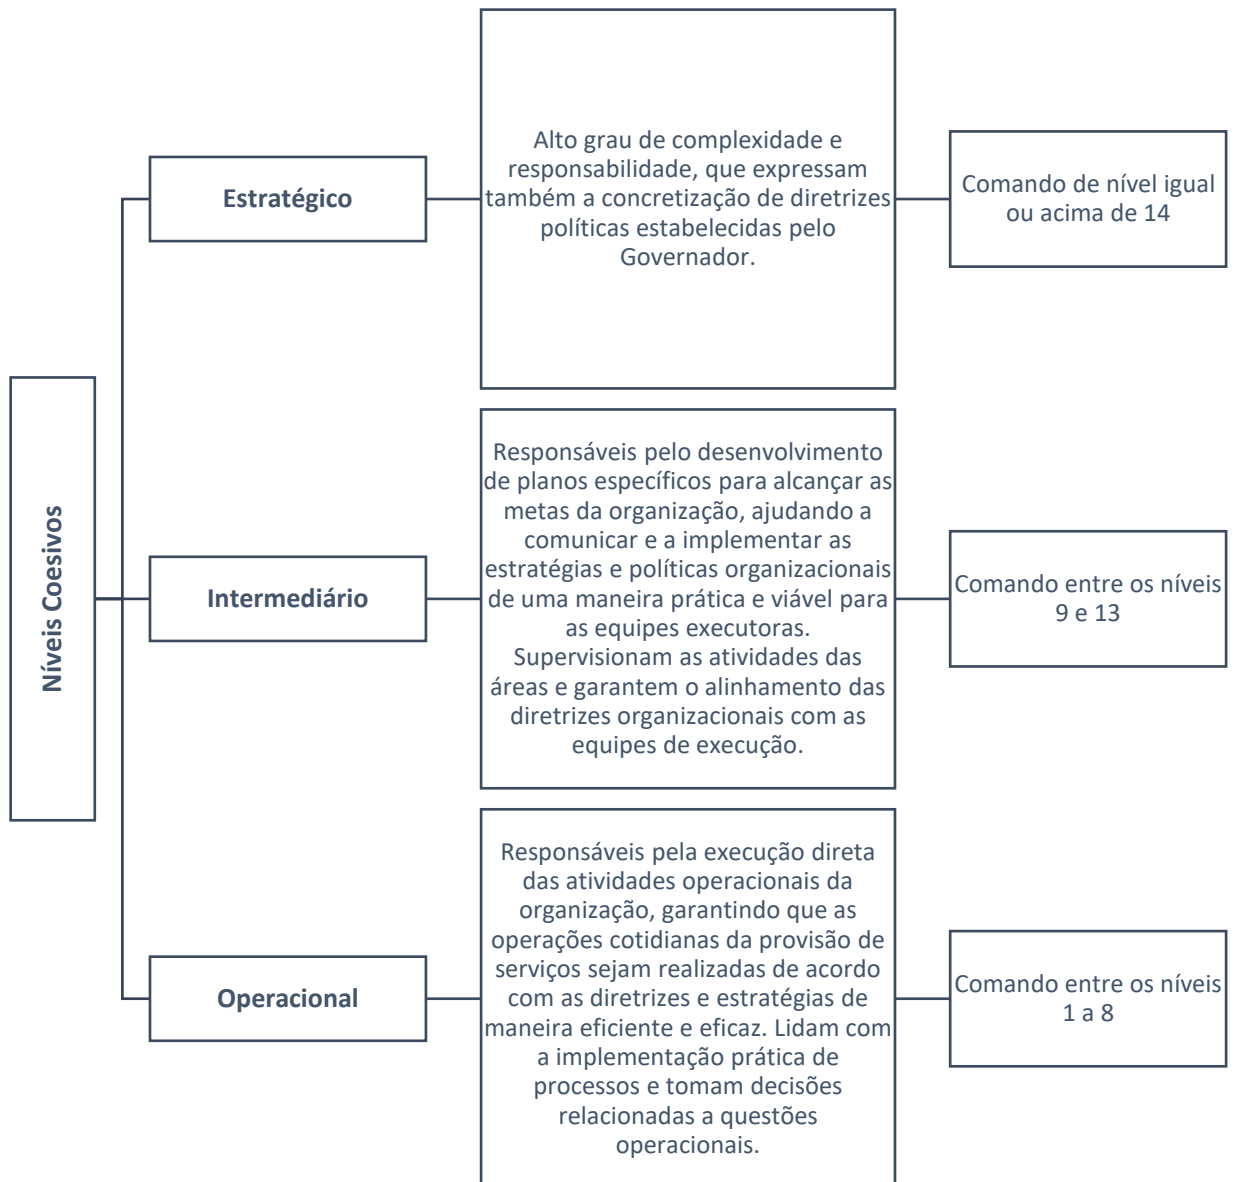 Níveis Coesivos
Estratégico
Alto grau de complexidade e
responsabilidade, que expressam
também a concretização de diretrizes
políticas estabelecidas pelo
Governador.
Comando de nível igual
ou acima de 14
Intermediário
Responsáveis pelo desenvolvimento
de planos específicos para alcançar as
metas da organização, ajudando a
comunicar e a implementar as
estratégias e políticas organizacionais
de uma maneira prática e viável para
as equipes executoras.
Supervisionam as atividades das
áreas e garantem o alinhamento das
diretrizes organizacionais com as
equipes de execução.
Comando entre os níveis
9 e 13
Operacional
Responsáveis pela execução direta
das atividades operacionais da
organização, garantindo que as
operações cotidianas da provisão de
serviços sejam realizadas de acordo
com as diretrizes e estratégias de
maneira eficiente e eficaz. Lidam com
a implementação prática de
processos e tomam decisões
relacionadas a questões
operacionais.
Comando entre os níveis
1 a 8